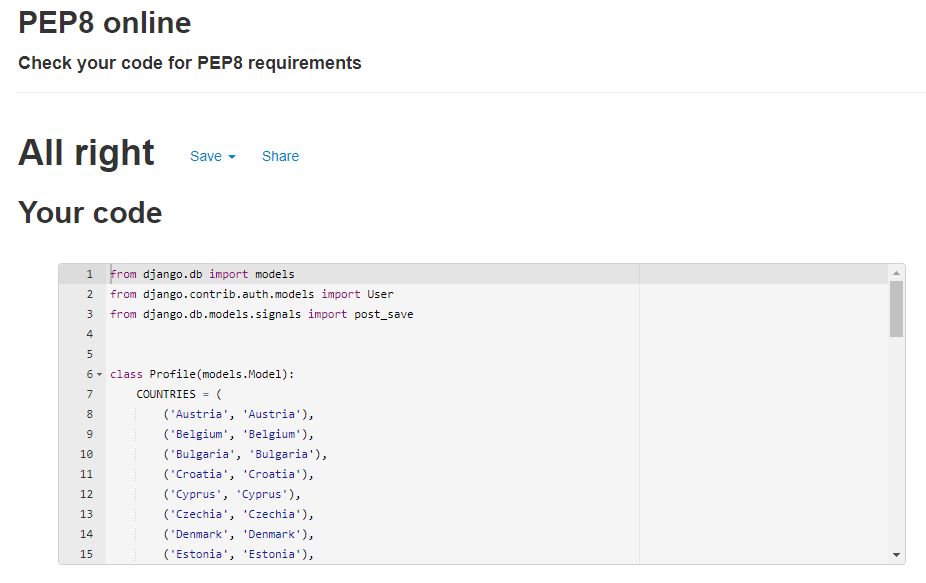 PEP8 online
Check your code for PEP8 requirements
All right Save Share
Your code
1 from django.db import models
2 from django.contrib.auth.models import User
3 from django.db.models.signals import post_save
4
5
6 class Profile(models.Model):
7 COUNTRIES = (
8 ('Austria', 'Austria'),
9 ('Belgium', 'Belgium'),
10 ('Bulgaria', 'Bulgaria'),
11 ('Croatia', 'Croatia'),
12 ('Cyprus', 'Cyprus'),
13 ('Czechia', 'Czechia'),
14 ('Denmark', 'Denmark'),
15 ('Estonia', 'Estonia'),